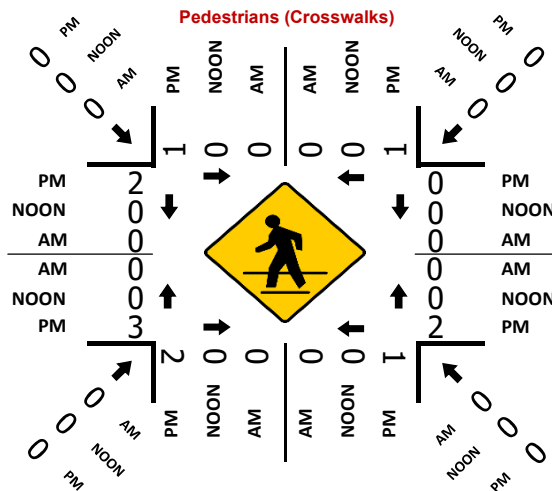 Pedestrians (Crosswalks)
0 PM
0 NOON
0 AM
PM NOON AM AM NOON PM
PM 0
NOON 0
AM 0
1 0 0 0 0 1
PM 2 0 PM
NOON 0 0 NOON
AM 0 0 AM
AM 0 0 AM
NOON 0 0 NOON
PM 3 2 PM
2 0 0 0 0 1
PM NOON AM AM NOON PM
0 AM
0 NOON
0 PM
AM 0
NOON 0
PM 0